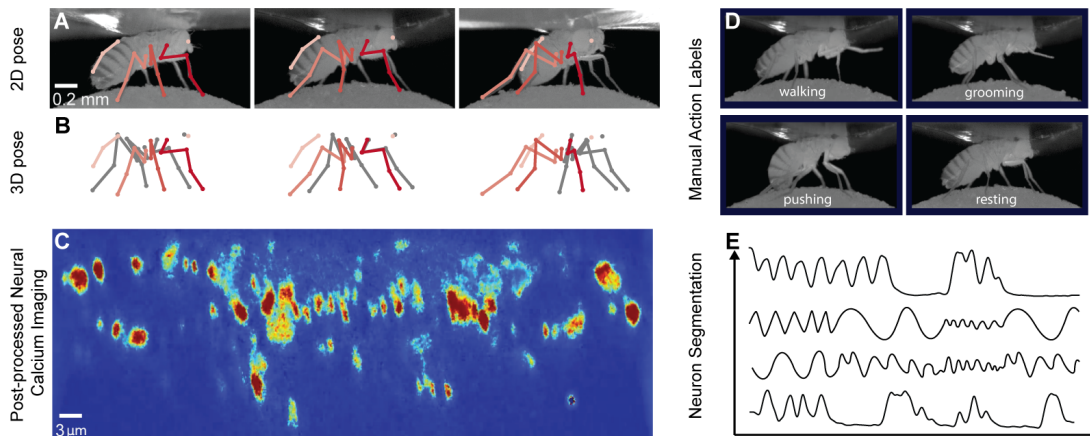 2D pose
A
0.2 mm
3D pose
B
Post-processed Neural
Calcium Imaging
C
3 μm
Manual Action Labels
D
walking
grooming
pushing
resting
Neuron Segmentation
E